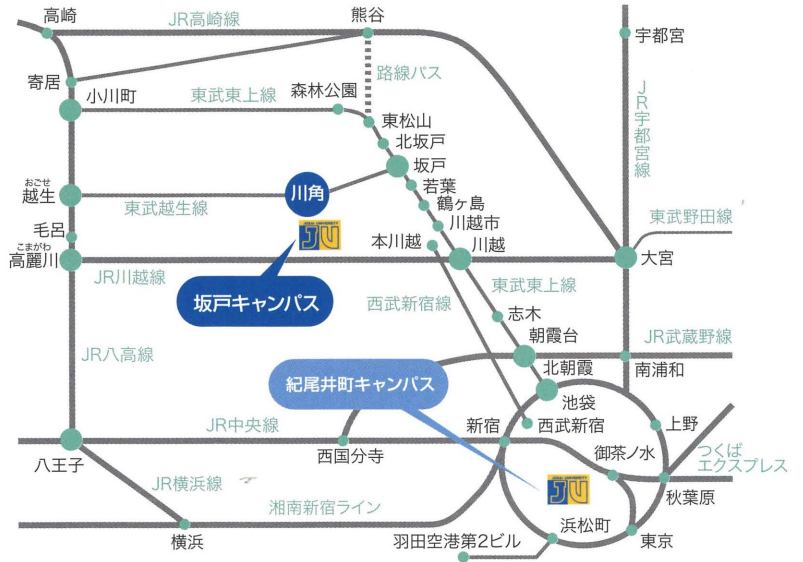 高崎
JR高崎線
熊谷
宇都宮
寄居
路線バス
小川町
東武東上線
森林公園
東松山
JR宇都宮線
北坂戸
坂戸
おごせ
越生
川角
若葉
鶴ヶ島
東武越生線
川越市
東武野田線
毛呂
JOSAI UNIVERSITY
JU
本川越
こまがわ
高麗川
川越
大宮
JR川越線
東武東上線
坂戸キャンパス
西武新宿線
志木
JR八高線
朝霞台
JR武蔵野線
北朝霞
南浦和
紀尾井町キャンパス
池袋
JR中央線
新宿
西武新宿
上野
八王子
西国分寺
御茶ノ水
つくば
エクスプレス
JR横浜線
JOSAI UNIVERSITY
JU
秋葉原
湘南新宿ライン
浜松町
横浜
羽田空港第2ビル
東京